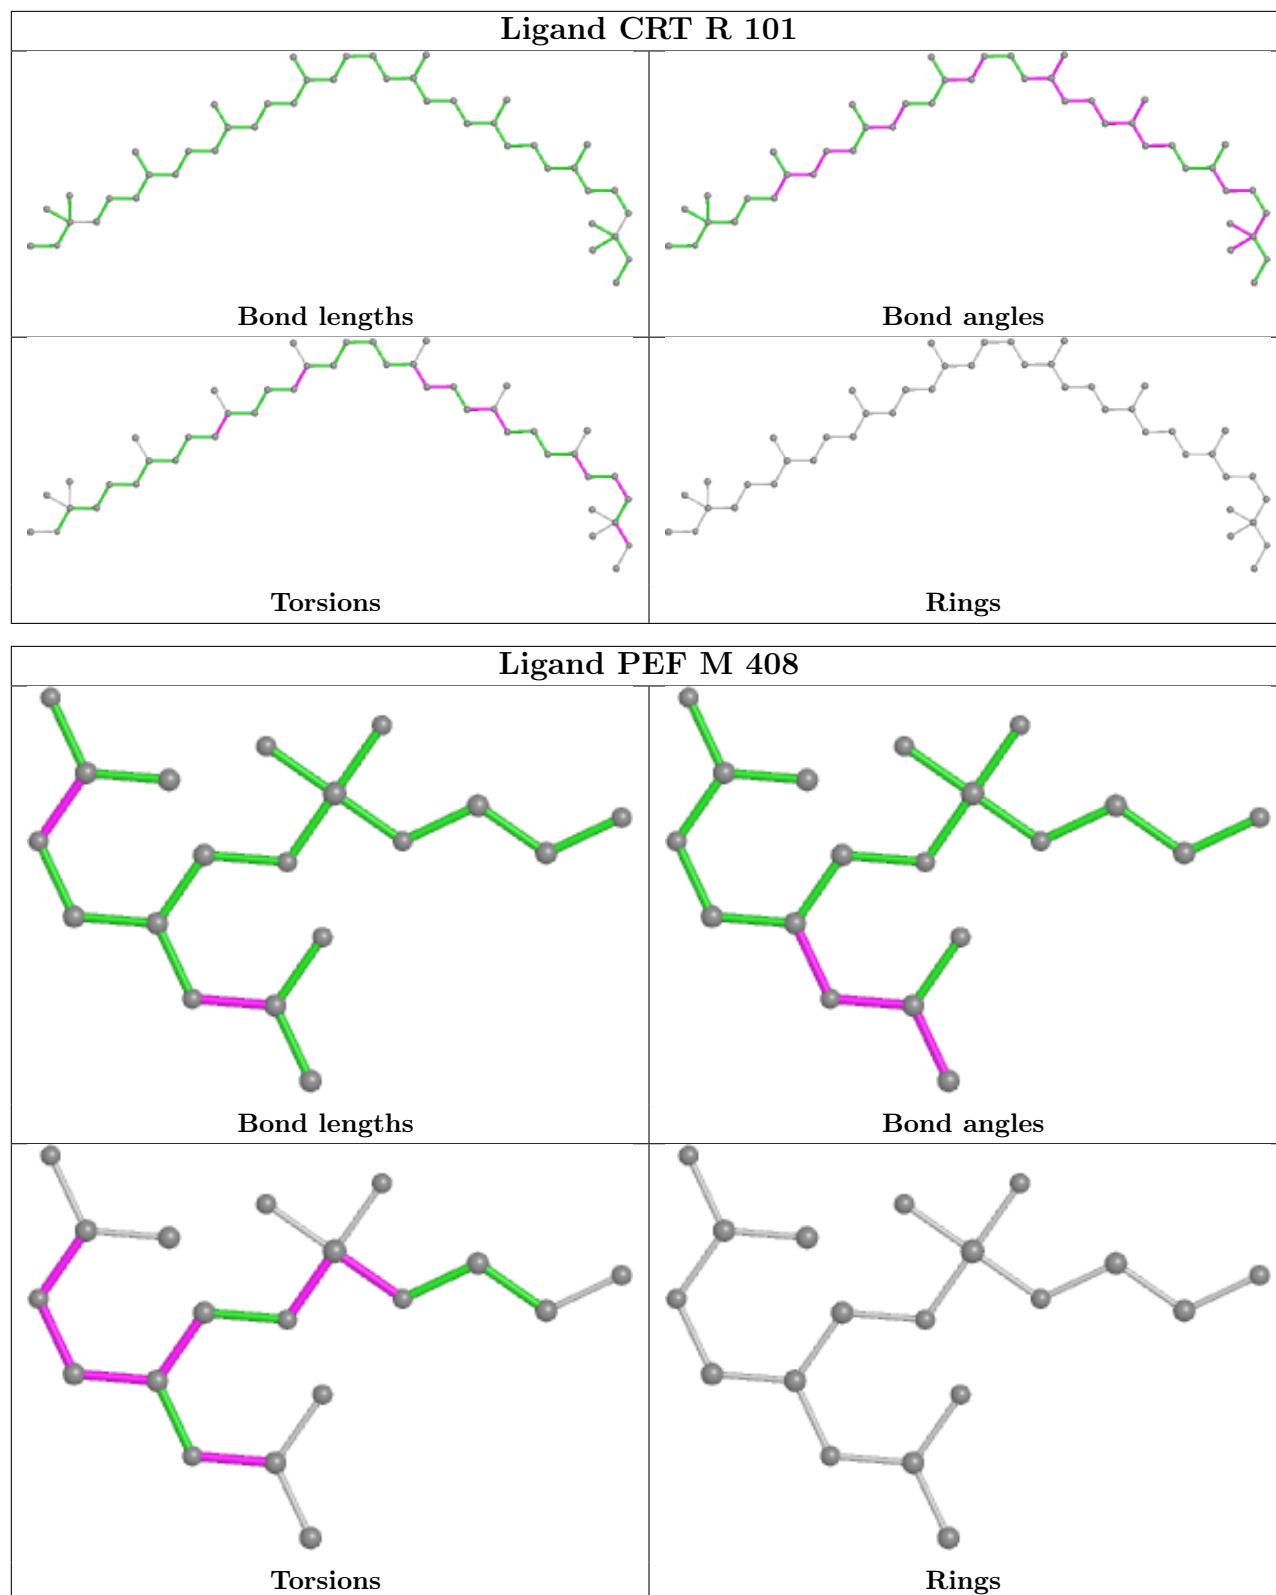 Ligand CRT R 101
Bond lengths
Bond angles
Torsions
Rings
Ligand PEF M 408
Bond lengths
Bond angles
Torsions
Rings